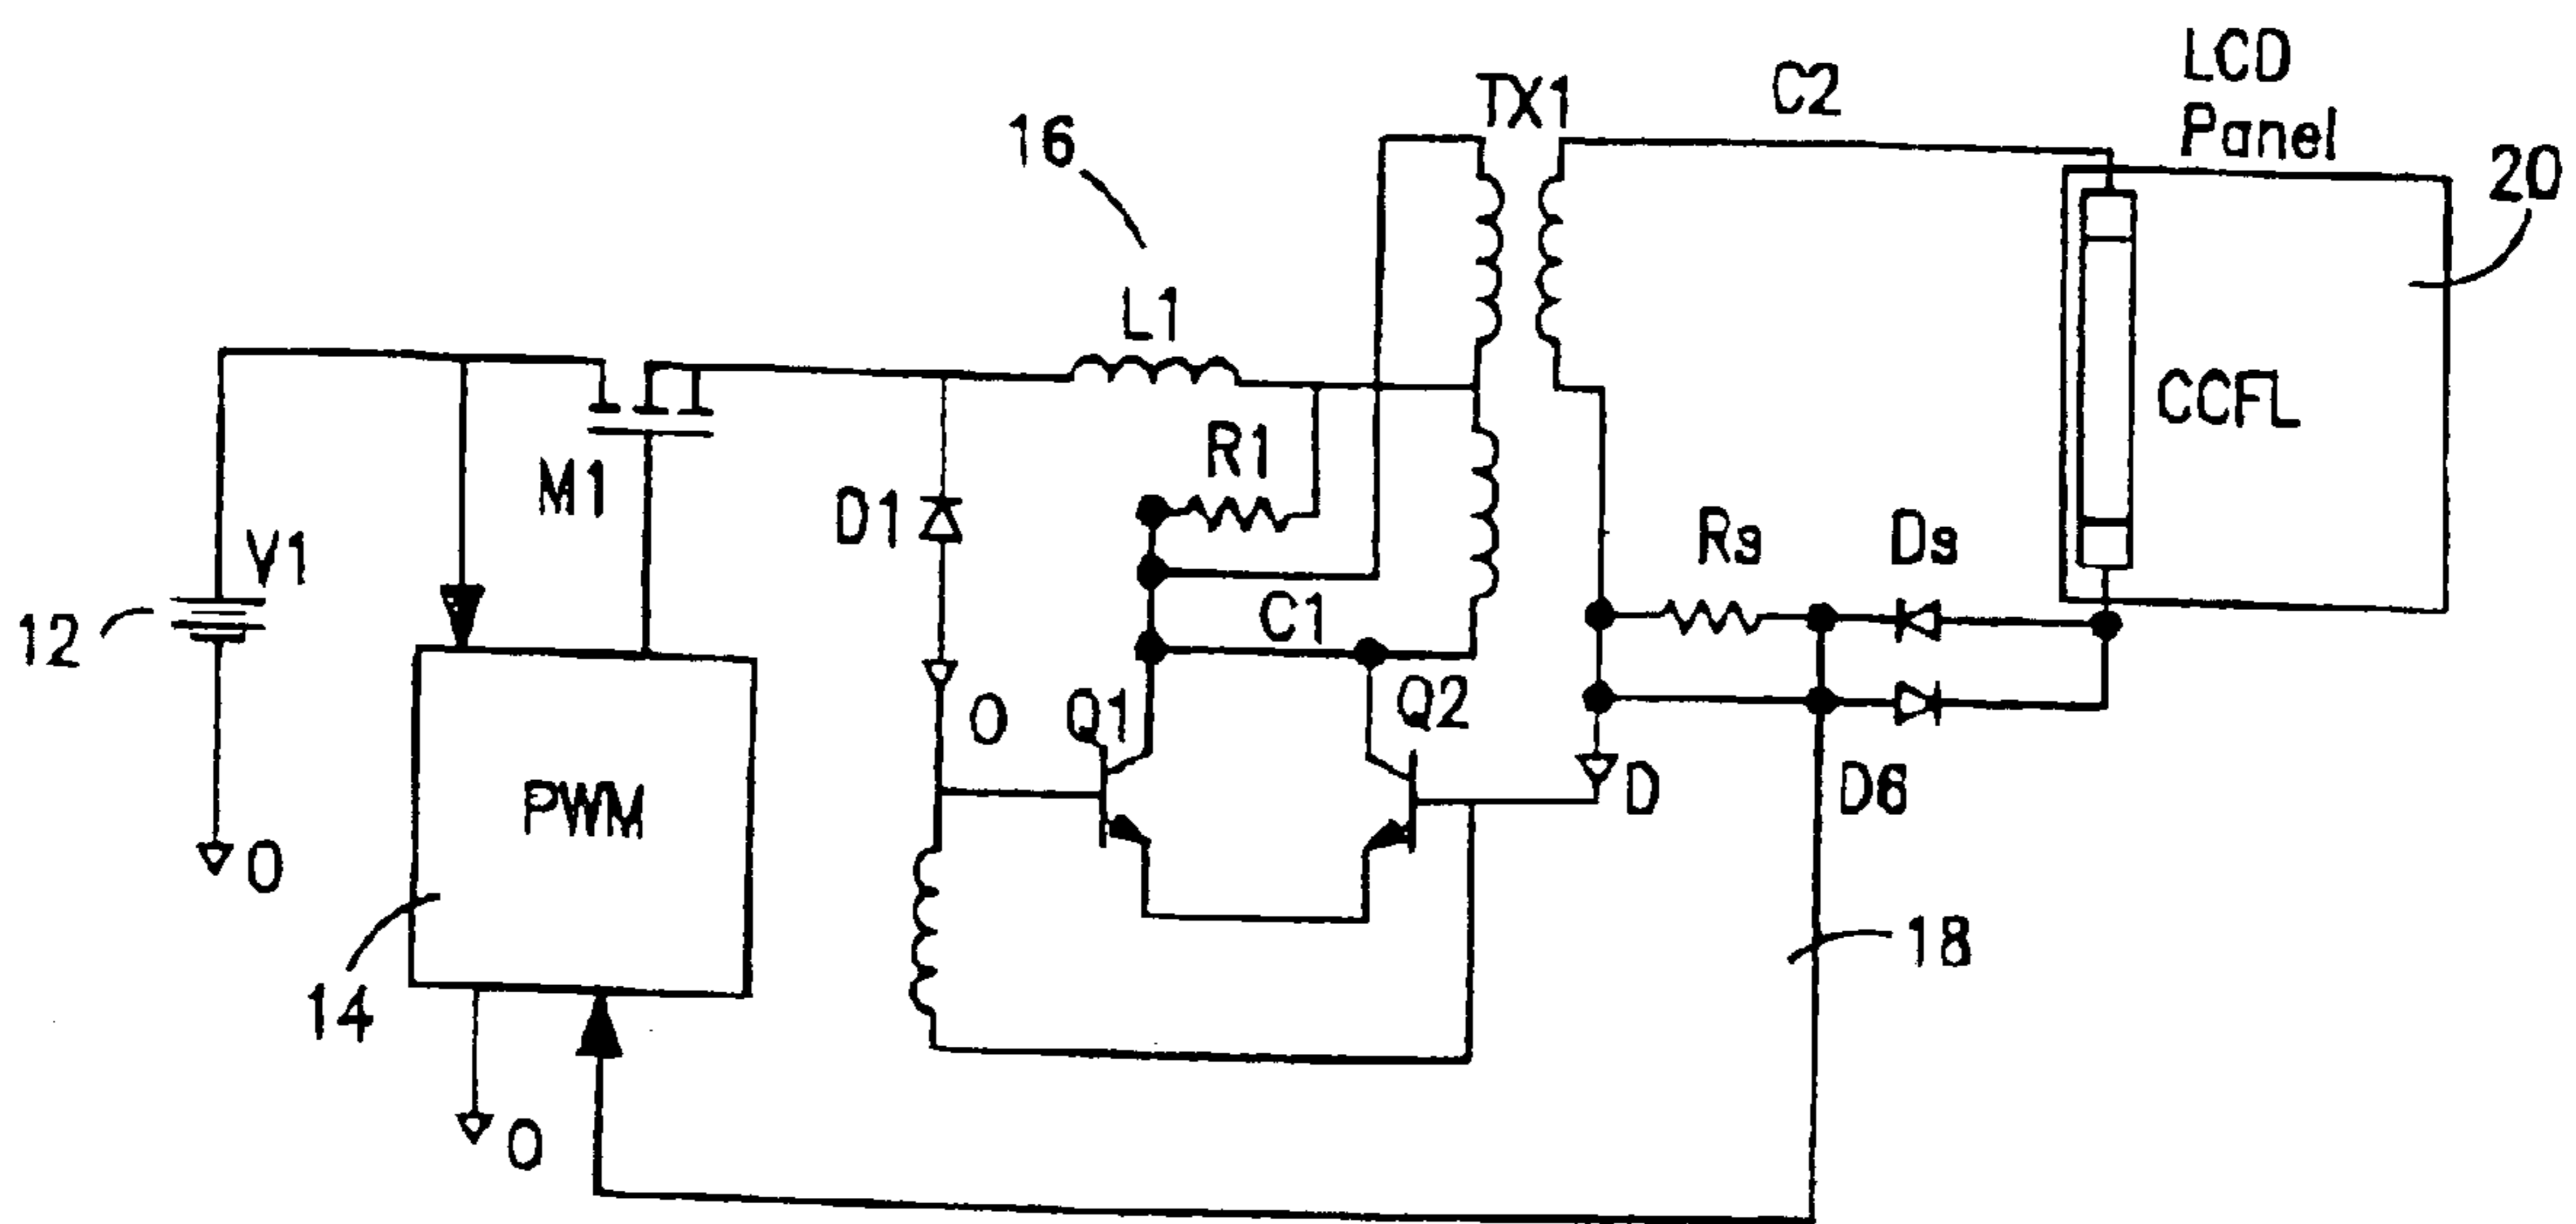 LCD
Panel
TX1
C2
16
20
L1
CCFL
R1
M1
D1
V1
Rs
Ds
12
C1
O
Q1
Q2
PWM
D
D6
O
14
18
O